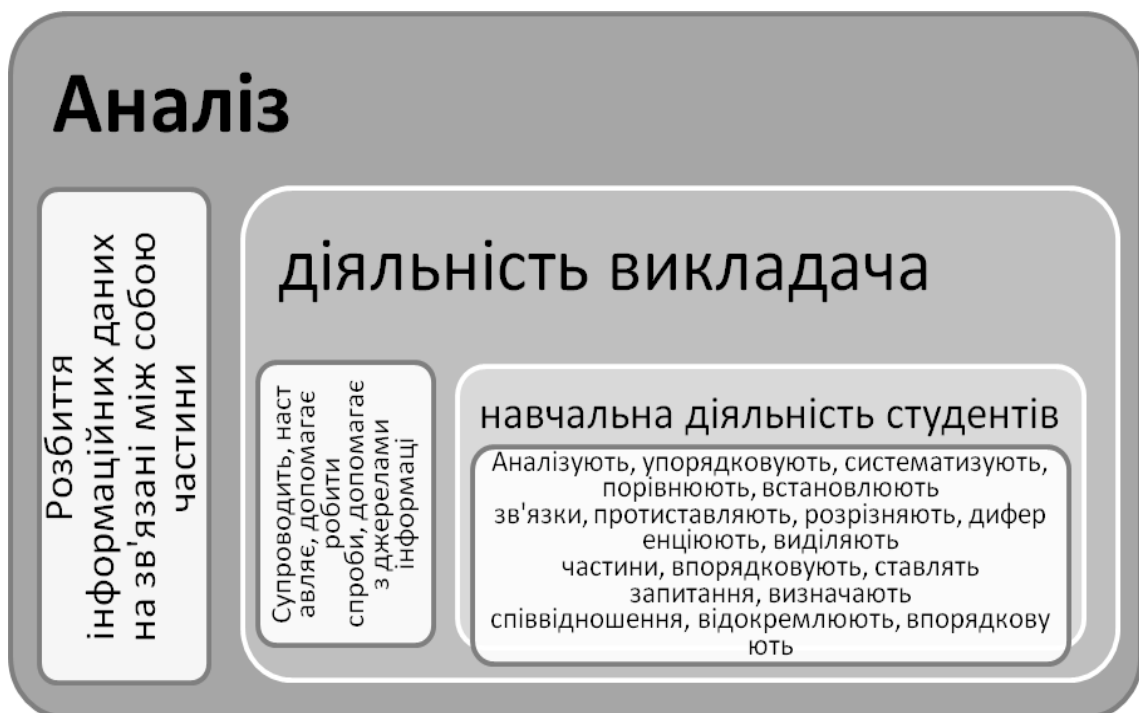 Аналіз
Розбиття
інформаційних даних
на зв'язані між собою
частини
діяльність викладача
Супроводить, наст
авляє, допомагає
робити
спроби, допомагає
з джерелами
інформаці
навчальна діяльність студентів
Аналізують, упорядковують, систематизують,
порівнюють, встановлюють
зв'язки, протиставляють, розрізняють, дифер
енціюють, виділяють
частини, впорядковують, ставлять
запитання, визначають
співвідношення, відокремлюють, впорядкову
ють